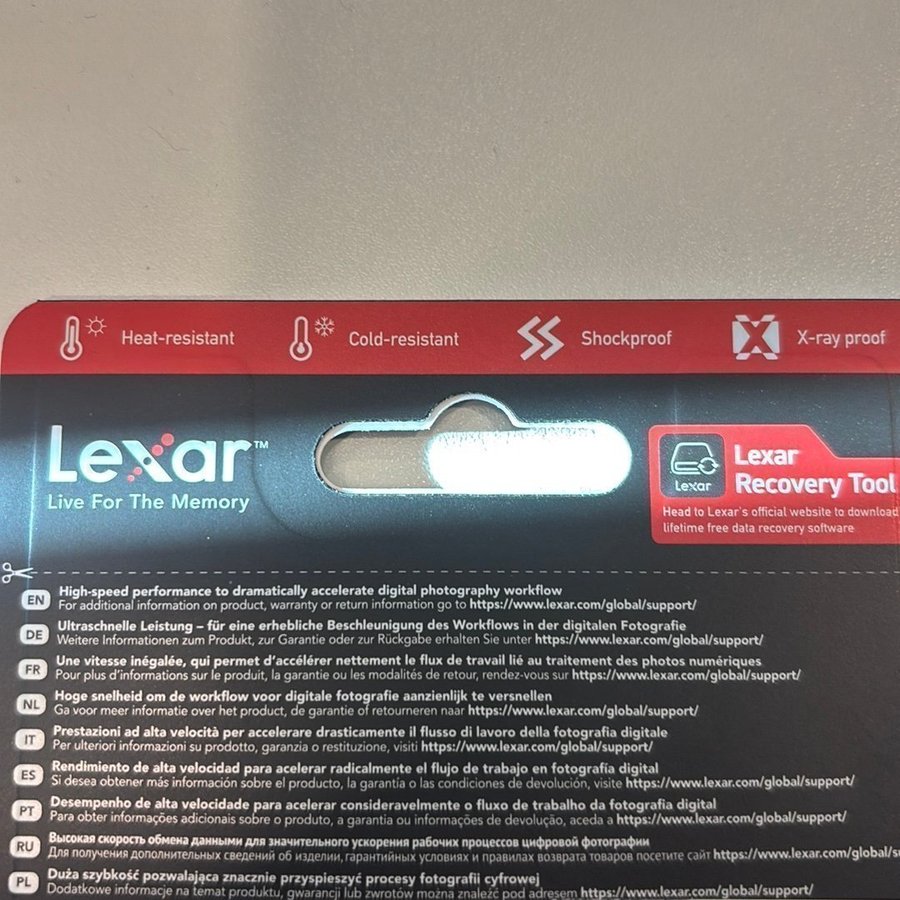 Heat-resistant
Cold-resistant
Shockproof
X-ray proof
Lexar™
Live For The Memory
Lexar
Lexar
Recovery Tool
Head to Lexar's official website to download
lifetime free data recovery software
EN
High-speed performance to dramatically accelerate digital photography workflow
For additional information on product, warranty or return information go to https://www.lexar.com/global/support/
DE
Ultraschnelle Leistung – für eine erhebliche Beschleunigung des Workflows in der digitalen Fotografie
Weitere Informationen zum Produkt, zur Garantie oder zur Rückgabe erhalten Sie unter https://www.lexar.com/global/support/
FR
Une vitesse inégalée, qui permet d'accélérer nettement le flux de travail lié au traitement des photos numériques
Pour plus d'informations sur le produit, la garantie ou les modalités de retour, rendez-vous sur https://www.lexar.com/global/support/
NL
Hoge snelheid om de workflow voor digitale fotografie aanzienlijk te versnellen
Ga voor meer informatie over het product, de garantie of retourneren naar https://www.lexar.com/global/support/
IT
Prestazioni ad alta velocità per accelerare drasticamente il flusso di lavoro della fotografia digitale
Per ulteriori informazioni su prodotto, garanzia o restituzione, visiti https://www.lexar.com/global/support/
ES
Rendimiento de alta velocidad para acelerar radicalmente el flujo de trabajo en fotografía digital
Si desea obtener más información sobre el producto, la garantía o las condiciones de devolución, visite https://www.lexar.com/global/support/
PT
Desempenho de alta velocidade para acelerar consideravelmente o fluxo de trabalho da fotografia digital
Para obter informações adicionais sobre o produto, a garantia ou informações de devolução, aceda a https://www.lexar.com/global/support/
RU
Высокая скорость обмена данными для значительного ускорения рабочих процессов цифровой фотографии
Для получения дополнительных сведений об изделии, гарантийных условиях и правилах возврата товаров посетите сайт https://www.lexar.com/global/s
PL
Duża szybkość pozwalająca znacznie przyspieszyć procesy fotografii cyfrowej
Dodatkowe informacje na temat produktu, gwarancji lub zwrotów można znaleźć pod adresem https://www.lexar.com/global/support/